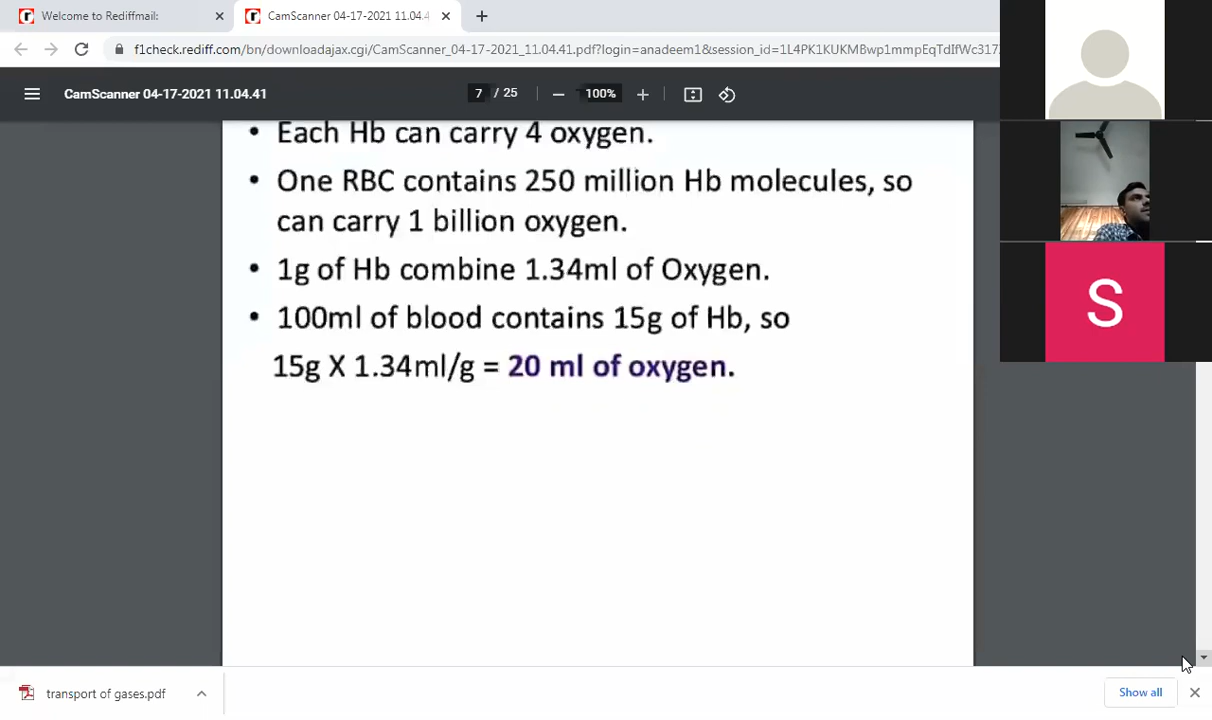 Welcome to Rediffmail:
CamScanner 04-17-2021 11.04.4
f1check.rediff.com/bn/downloadajax.cgi/CamScanner_04-17-2021_11.04.41.pdf?login=anadeem1&session_id=1L4PK1KUKMBwp1mmpEqTdIfWc317
CamScanner 04-17-2021 11.04.41
7 / 25
100%
• Each Hb can carry 4 oxygen.
• One RBC contains 250 million Hb molecules, so
can carry 1 billion oxygen.
• 1g of Hb combine 1.34ml of Oxygen.
• 100ml of blood contains 15g of Hb, so
15g X 1.34ml/g = 20 ml of oxygen.
S
transport of gases.pdf
Show all